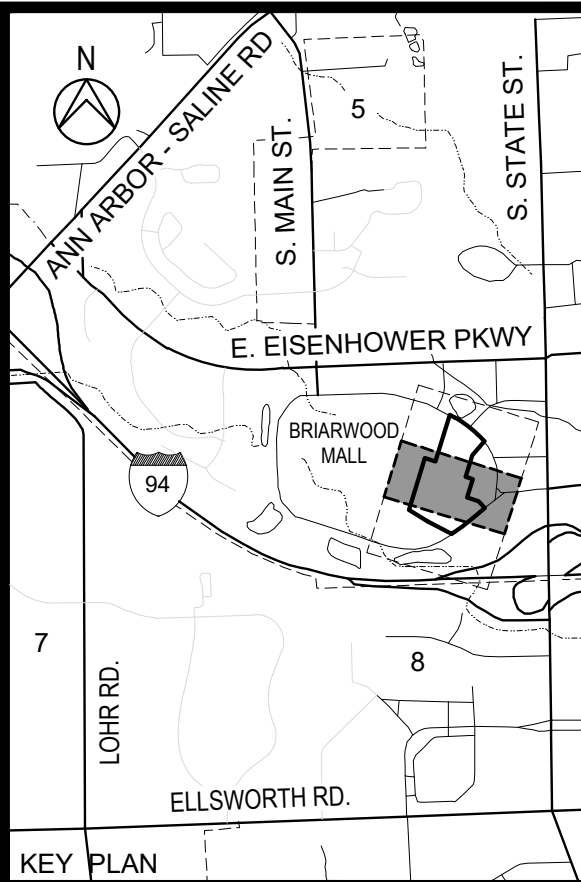 N
ANN ARBOR - SALINE RD
S. MAIN ST.
5
S. STATE ST.
E. EISENHOWER PKWY
BRIARWOOD
MALL
94
7
LOHR RD.
8
ELLSWORTH RD.
KEY PLAN